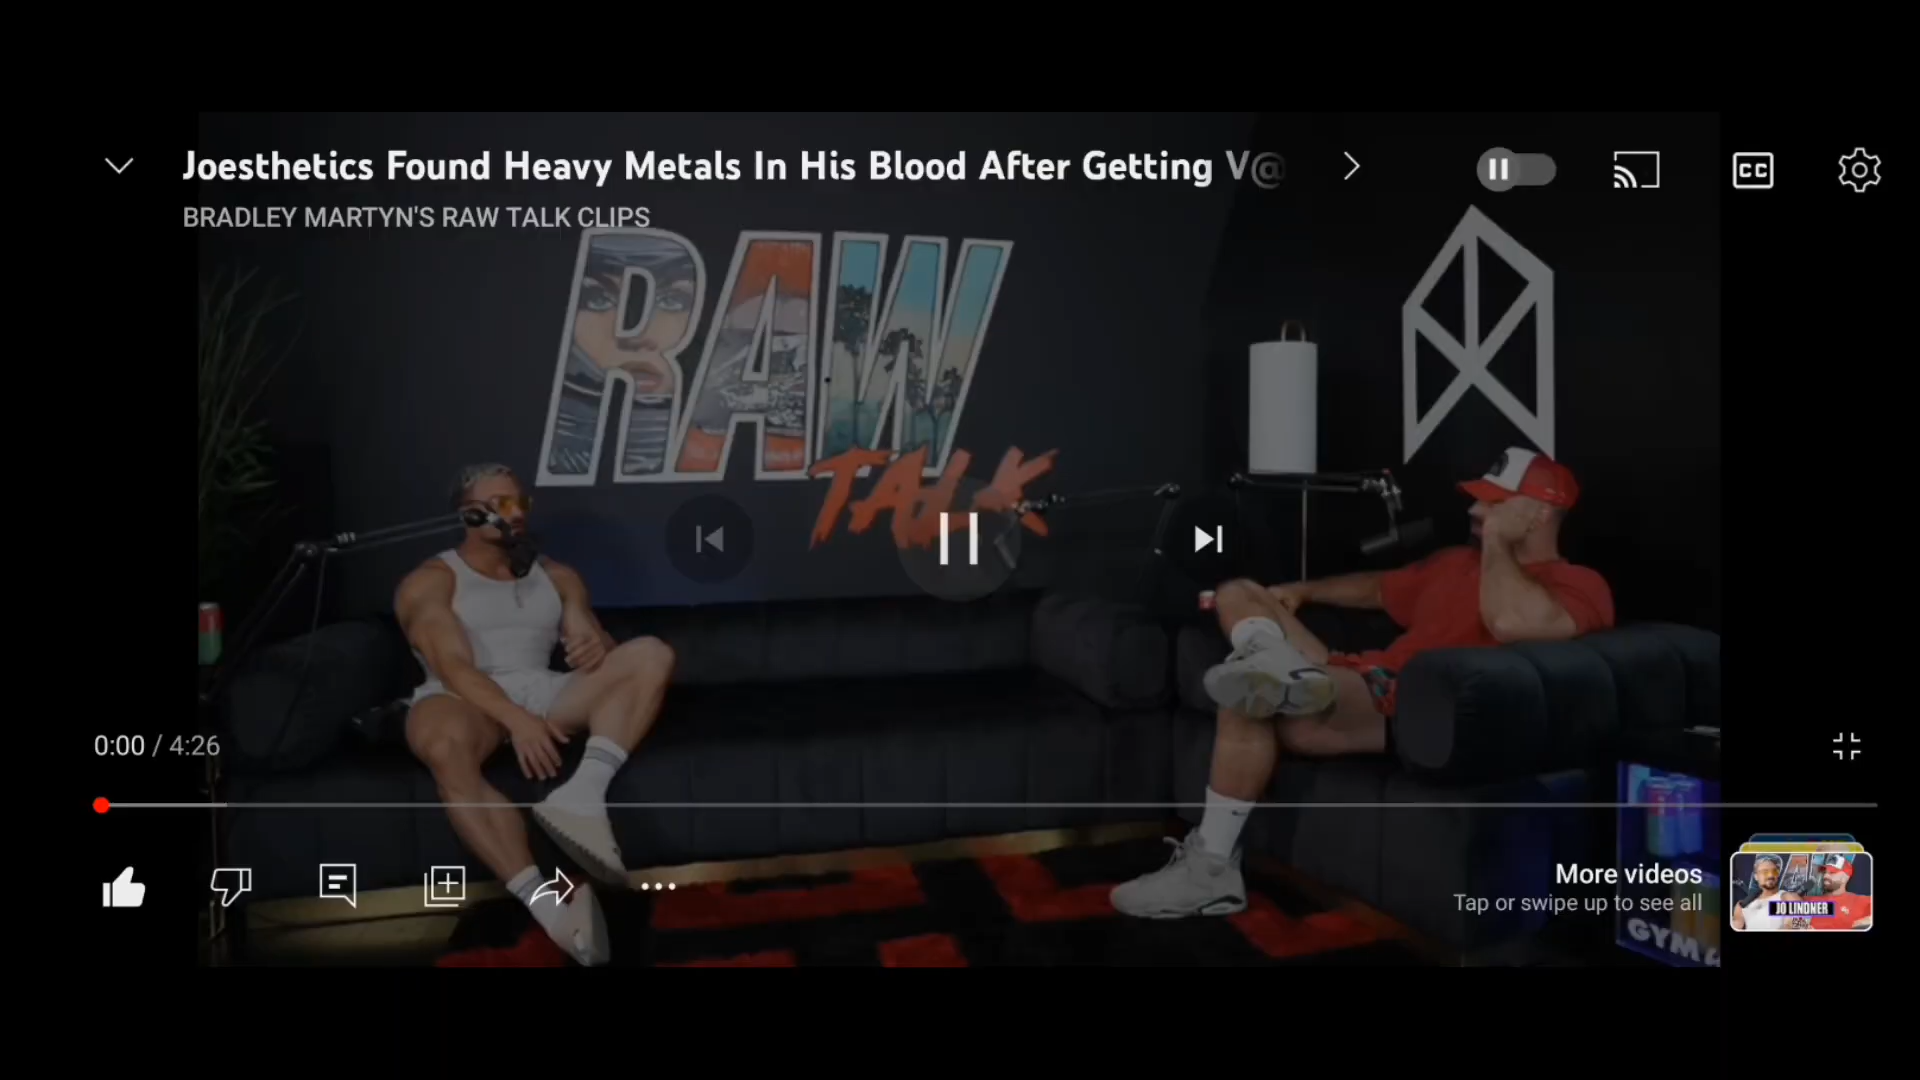 Joesthetics Found Heavy Metals In His Blood After Getting V@
BRADLEY MARTYN'S RAW TALK CLIPS
CC
RAW
TALK
0:00 / 4:26
More videos
Tap or swipe up to see all
JO LINDNER
GYM